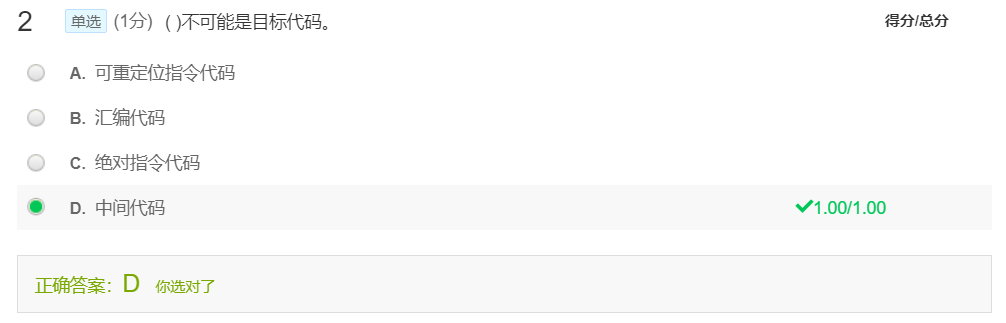 2 单选 (1分) ( )不可能是目标代码。 得分/总分
A. 可重定位指令代码
B. 汇编代码
C. 绝对指令代码
D. 中间代码 1.00/1.00
正确答案：D 你选对了